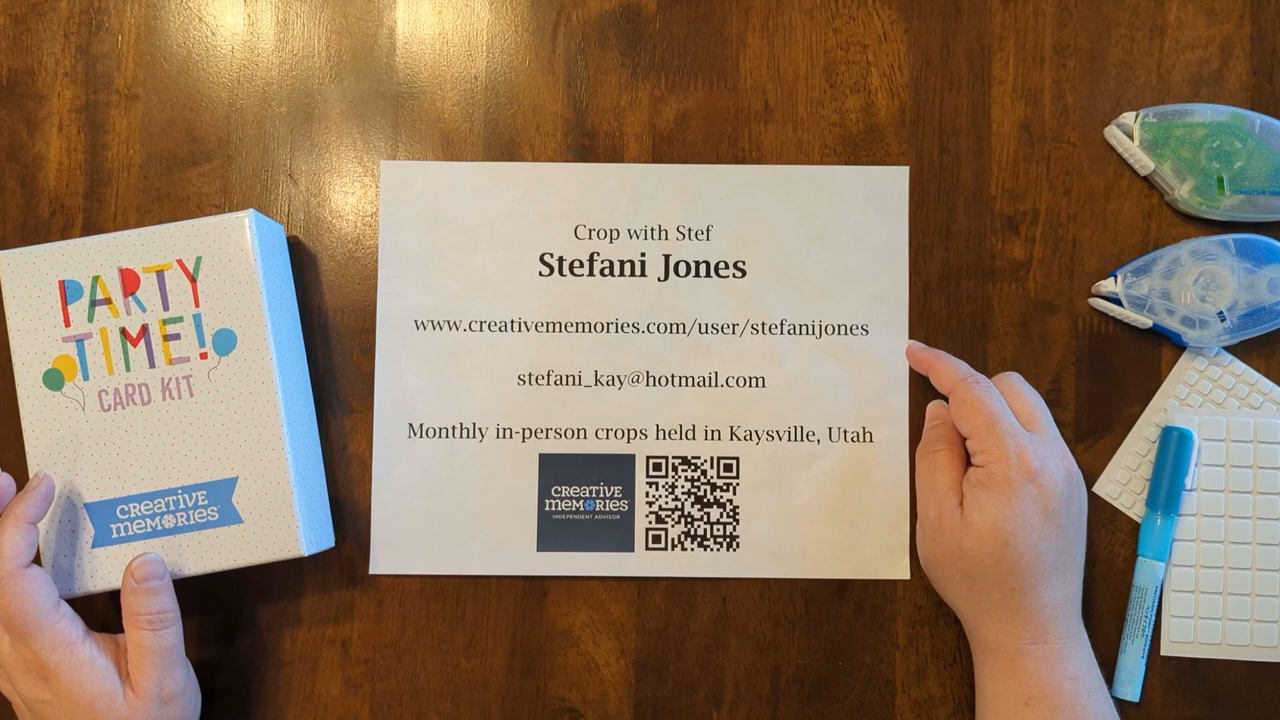 PARTY
TIME!
CARD KIT
CREATIVE
MEMORIES
Crop with Stef
Stefani Jones
www.creativememories.com/user/stefanijones
stefani_kay@hotmail.com
Monthly in-person crops held in Kaysville, Utah
CREATIVE
MEMORIES
INDEPENDENT ADVISOR